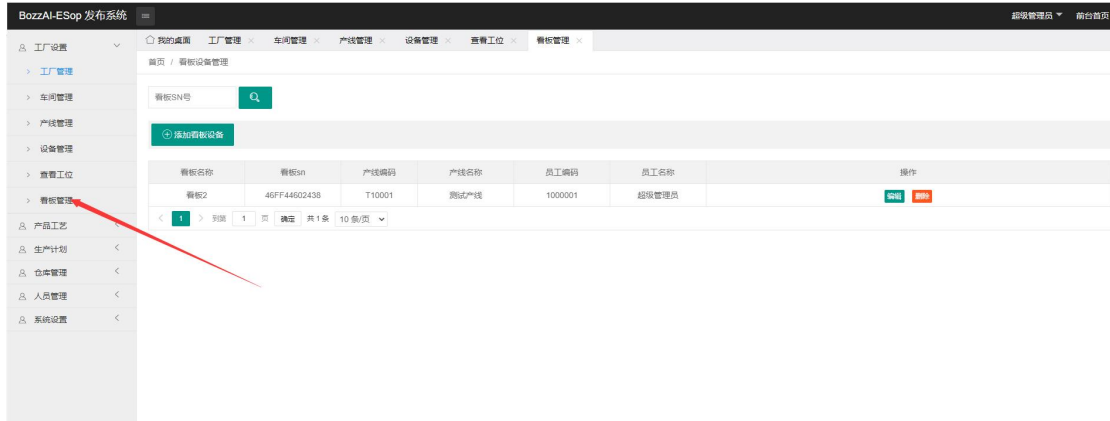 BozzAI-ESop 发布系统
超级管理员 前台首页
工厂设置
工厂管理
车间管理
产线管理
设备管理
查看工位
看板管理
产品工艺
生产计划
仓库管理
人员管理
系统设置
我的桌面 工厂管理 车间管理 产线管理 设备管理 查看工位 看板管理
首页 / 看板设备管理
看板SN号
添加看板设备
看板名称 看板sn 产线编码 产线名称 员工编码 员工名称 操作
看板2 46FF44602438 T10001 测试产线 1000001 超级管理员 编辑 删除
1 到第 1 页 确定 共 1 条 10 条/页